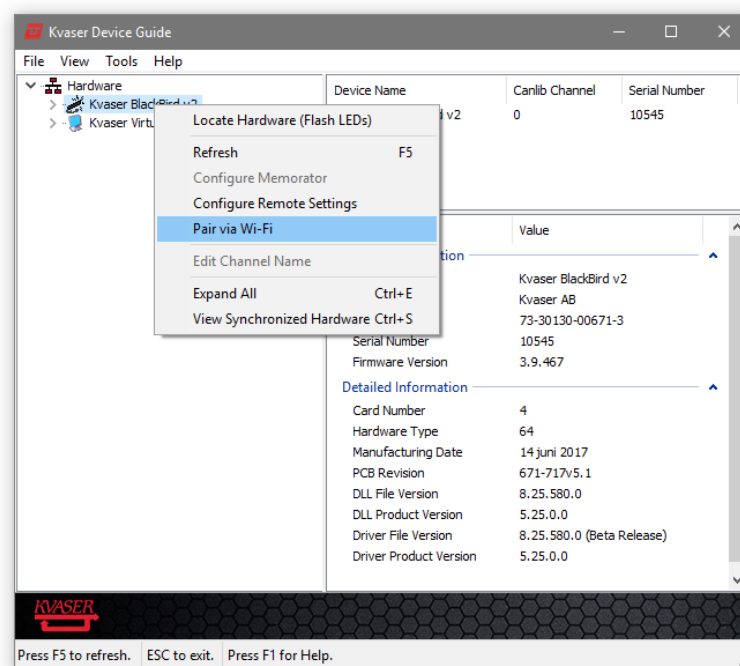 Kvaser Device Guide
File View Tools Help
Hardware
Kvaser BlackBird v2
Kvaser Virtu
Device Name Canlib Channel Serial Number
v2 0 10545
Locate Hardware (Flash LEDs)
Refresh F5
Configure Memorator
Configure Remote Settings
Pair via Wi-Fi
Edit Channel Name
Expand All Ctrl+E
View Synchronized Hardware Ctrl+S
Value
tion
Kvaser BlackBird v2
Kvaser AB
73-30130-00671-3
Serial Number 10545
Firmware Version 3.9.467
Detailed Information
Card Number 4
Hardware Type 64
Manufacturing Date 14 juni 2017
PCB Revision 671-717v5.1
DLL File Version 8.25.580.0
DLL Product Version 5.25.0.0
Driver File Version 8.25.580.0 (Beta Release)
Driver Product Version 5.25.0.0
KVASER
Press F5 to refresh. ESC to exit. Press F1 for Help.